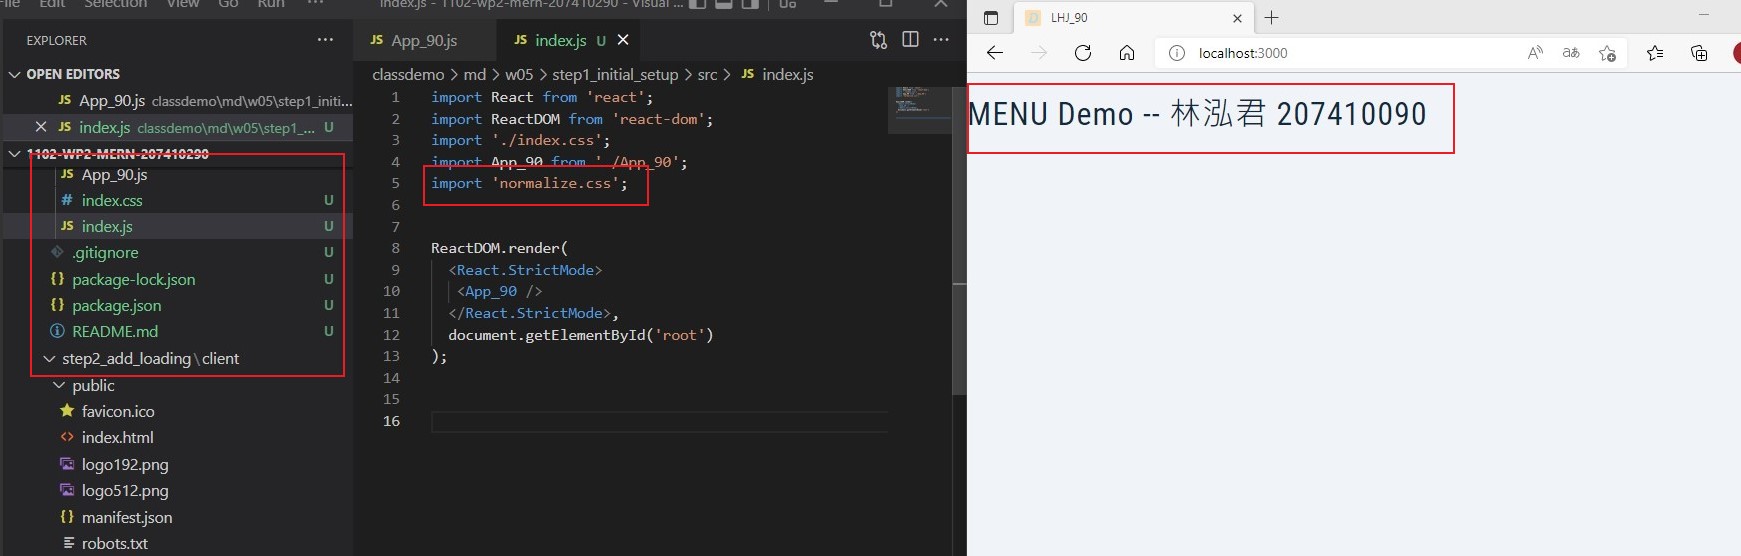 File Edit Selection View Go Run ··· index.js - 1102-wp2-mern-207410290 - Visual ...
EXPLORER ···
OPEN EDITORS
JS App_90.js classdemo\md\w05\step1_initi...
JS index.js classdemo\md\w05\step1_... U
1102-WP2-MERN-207410290
JS App_90.js
# index.css U
JS index.js U
.gitignore U
{} package-lock.json U
{} package.json U
README.md U
step2_add_loading\client
public
favicon.ico
<> index.html
logo192.png
logo512.png
{} manifest.json
robots.txt
JS App_90.js JS index.js U
classdemo > md > w05 > step1_initial_setup > src > JS index.js
1 import React from 'react';
2 import ReactDOM from 'react-dom';
3 import './index.css';
4 import App_90 from './App_90';
5 import 'normalize.css';
6
7
8 ReactDOM.render(
9 <React.StrictMode>
10 <App_90 />
11 </React.StrictMode>,
12 document.getElementById('root')
13 );
14
15
16
D LHJ_90
localhost:3000 A aあ
MENU Demo -- 林泓君 207410090